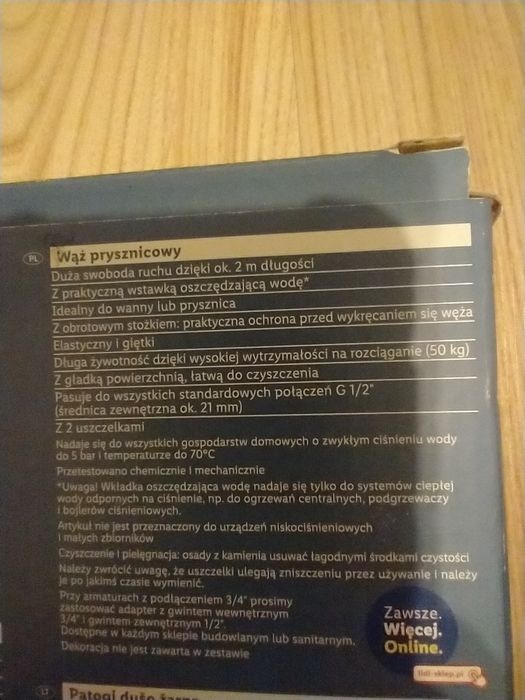 PL
Wąż prysznicowy
Duża swoboda ruchu dzięki ok. 2 m długości
Z praktyczną wstawką oszczędzającą wodę*
Idealny do wanny lub prysznica
Z obrotowym stożkiem: praktyczna ochrona przed wykręcaniem się węża
Elastyczny i giętki
Długa żywotność dzięki wysokiej wytrzymałości na rozciąganie (50 kg)
Z gładką powierzchnią, łatwą do czyszczenia
Pasuje do wszystkich standardowych połączeń G 1/2"
(średnica zewnętrzna ok. 21 mm)
Z 2 uszczelkami
Nadaje się do wszystkich gospodarstw domowych o zwykłym ciśnieniu wody
do 5 bar i temperaturze do 70°C
Przetestowano chemicznie i mechanicznie
*Uwaga! Wkładka oszczędzająca wodę nadaje się tylko do systemów ciepłej
wody odpornych na ciśnienie, np. do ogrzewań centralnych, podgrzewaczy
i bojlerów ciśnieniowych.
Artykuł nie jest przeznaczony do urządzeń niskociśnieniowych
i małych zbiorników
Czyszczenie i pielęgnacja: osady z kamienia usuwać łagodnymi środkami czystości
Należy zwrócić uwagę, że uszczelki ulegają zniszczeniu przez używanie i należy
je po jakimś czasie wymienić.
Przy armaturach z podłączeniem 3/4" prosimy
zastosować adapter z gwintem wewnętrznym
3/4" i gwintem zewnętrznym 1/2".
Dostępne w każdym sklepie budowlanym lub sanitarnym.
Dekoracja nie jest zawarta w zestawie
Zawsze.
Więcej.
Online.
lidl-sklep.pl
LT